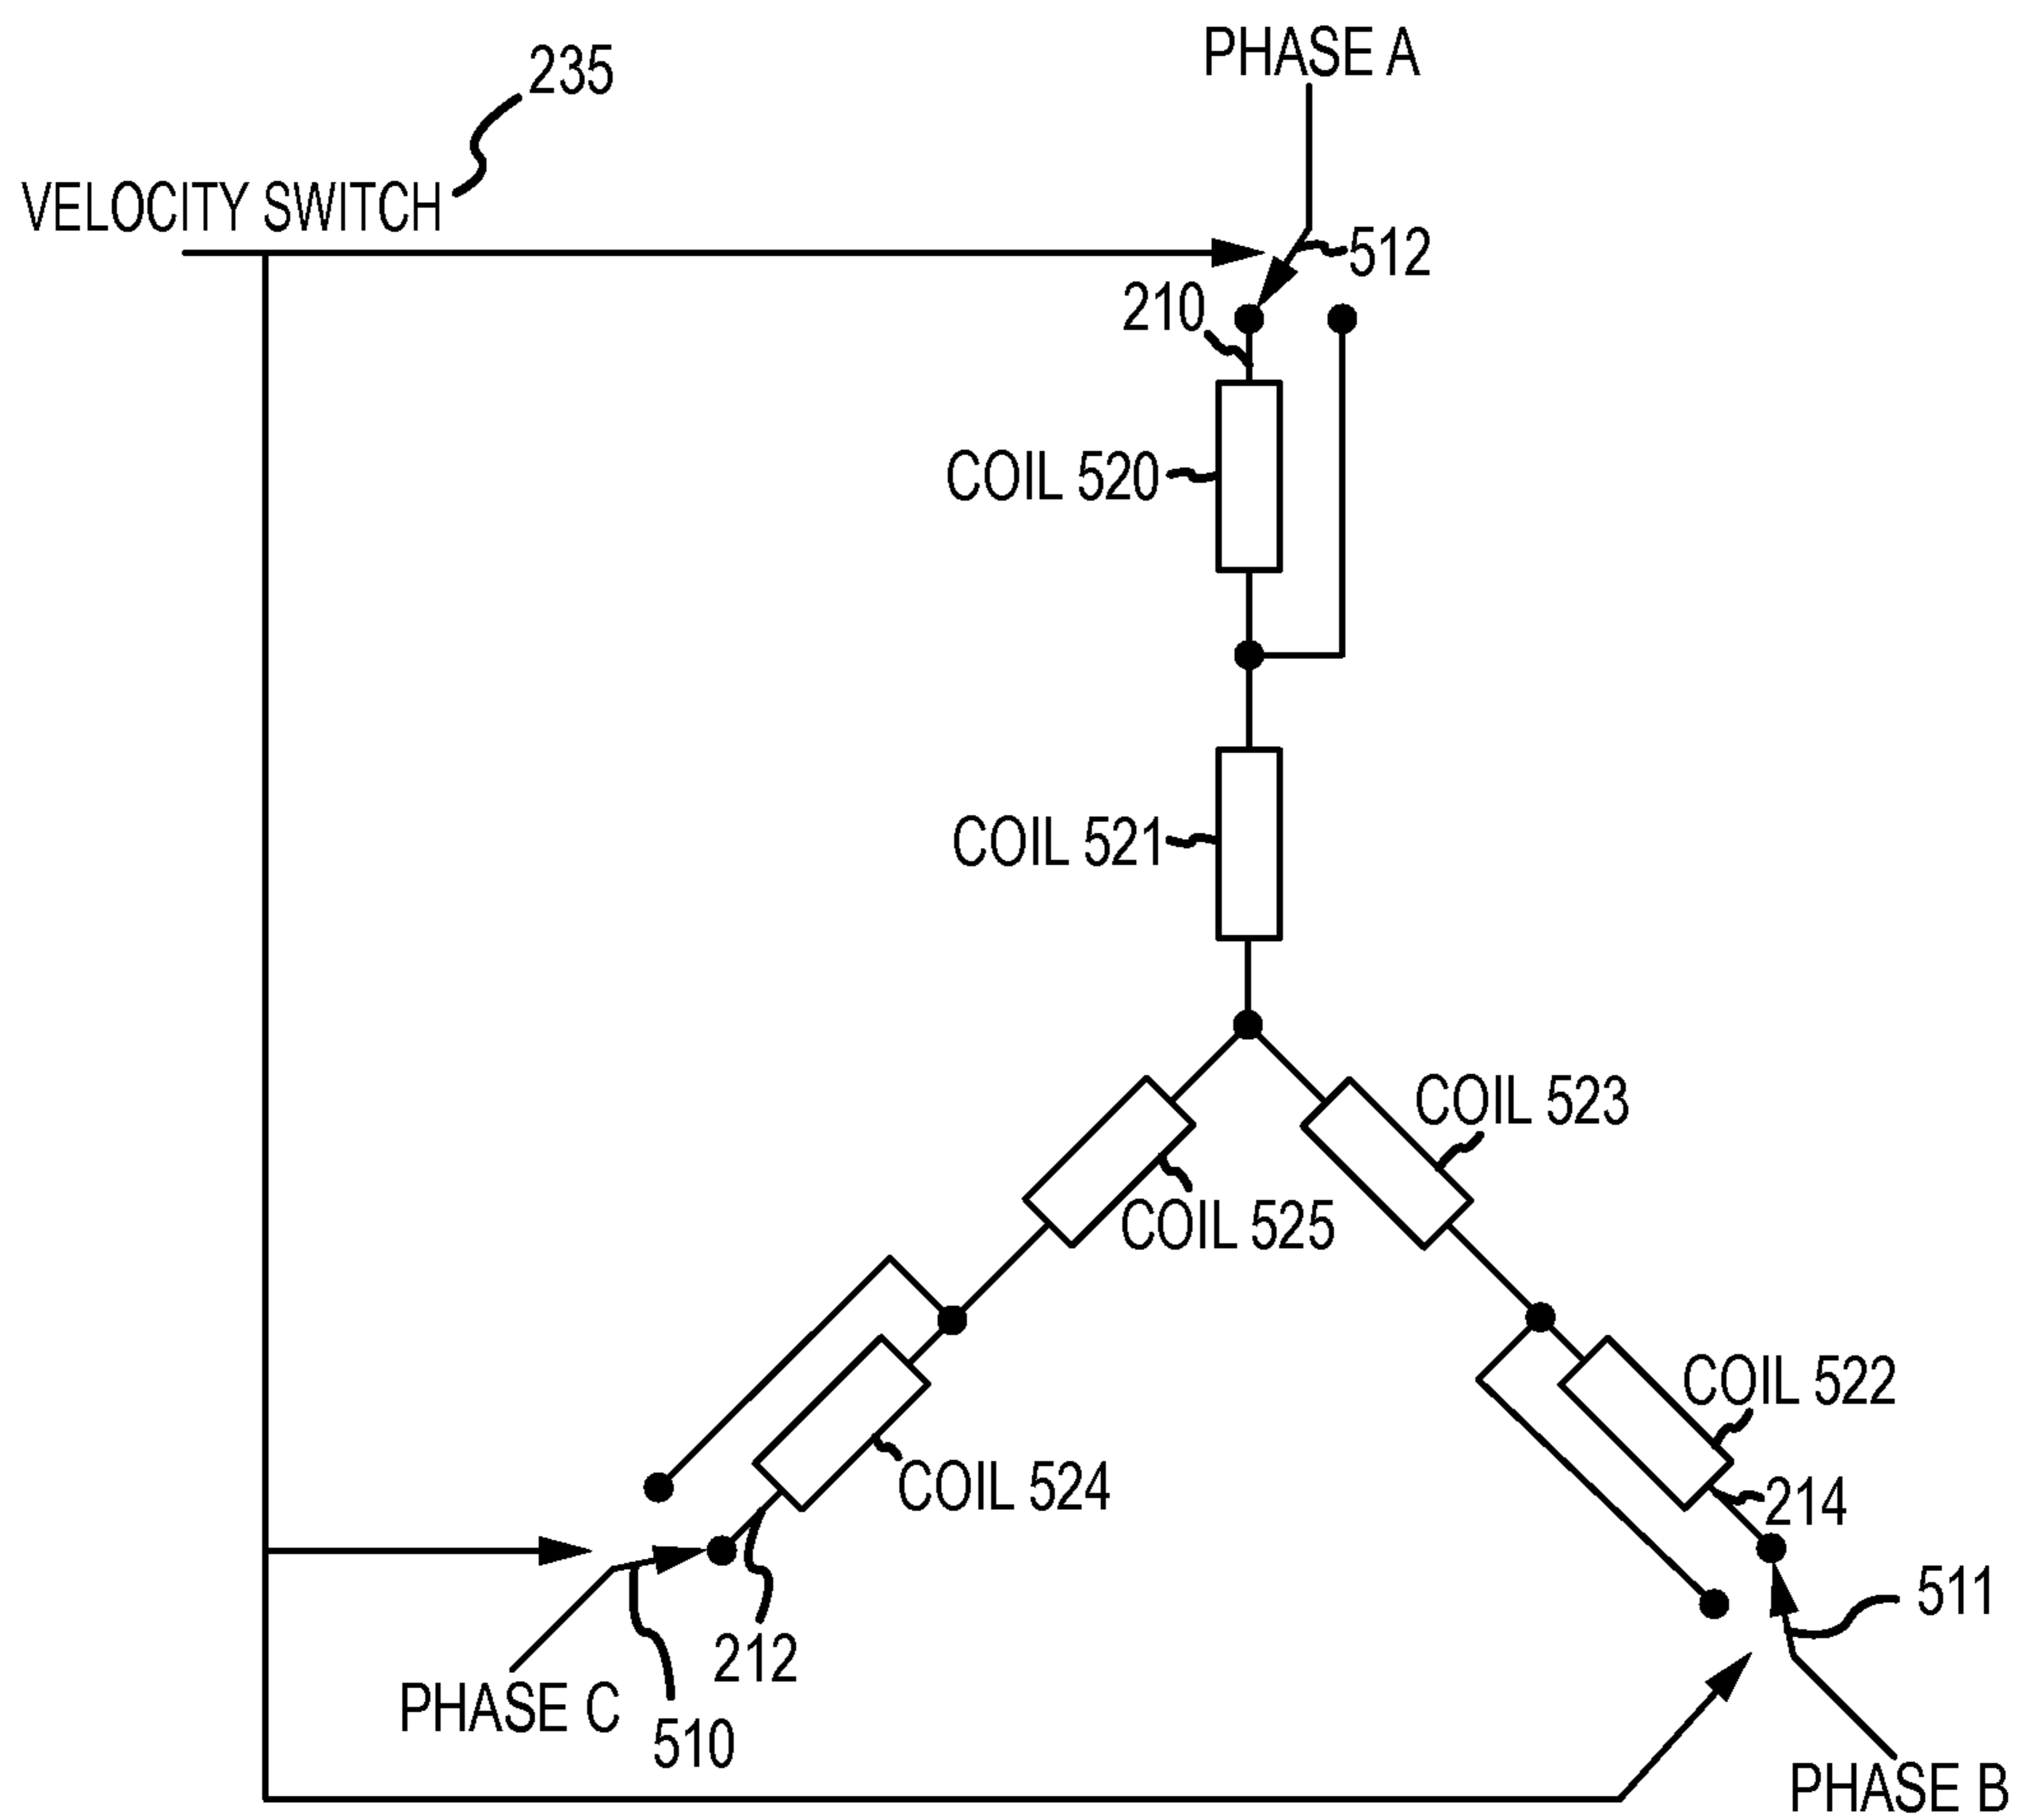 PHASE A
235
VELOCITY SWITCH
512
210
COIL 520
COIL 521
COIL 523
COIL 525
COIL 522
COIL 524
214
511
212
PHASE C
510
PHASE B